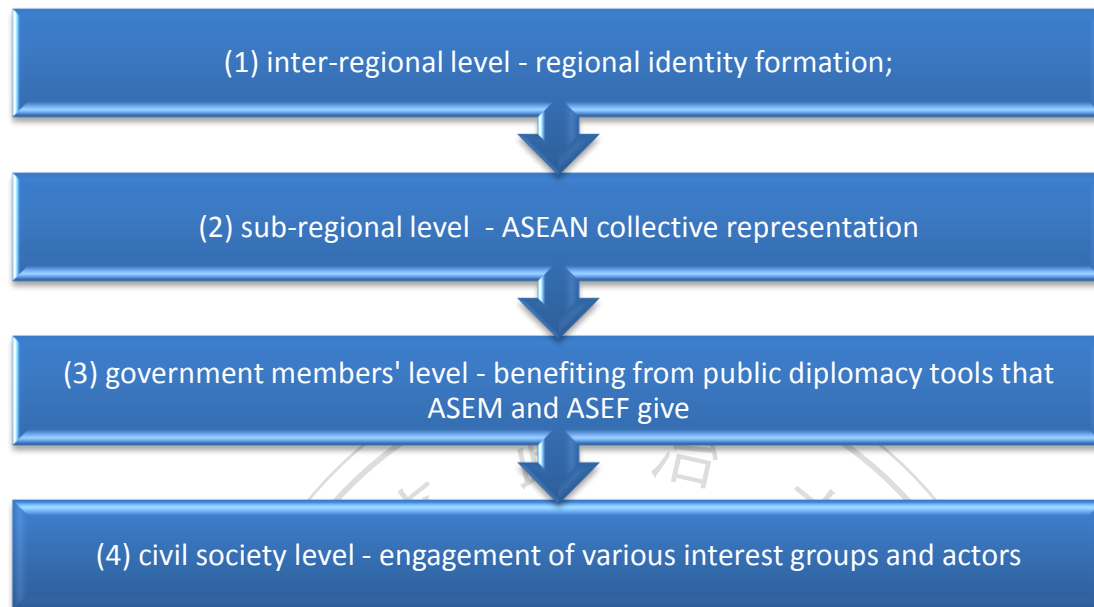 (1) inter-regional level - regional identity formation;
(2) sub-regional level  - ASEAN collective representation
(3) government members' level - benefiting from public diplomacy tools that
ASEM and ASEF give
(4) civil society level - engagement of various interest groups and actors
治